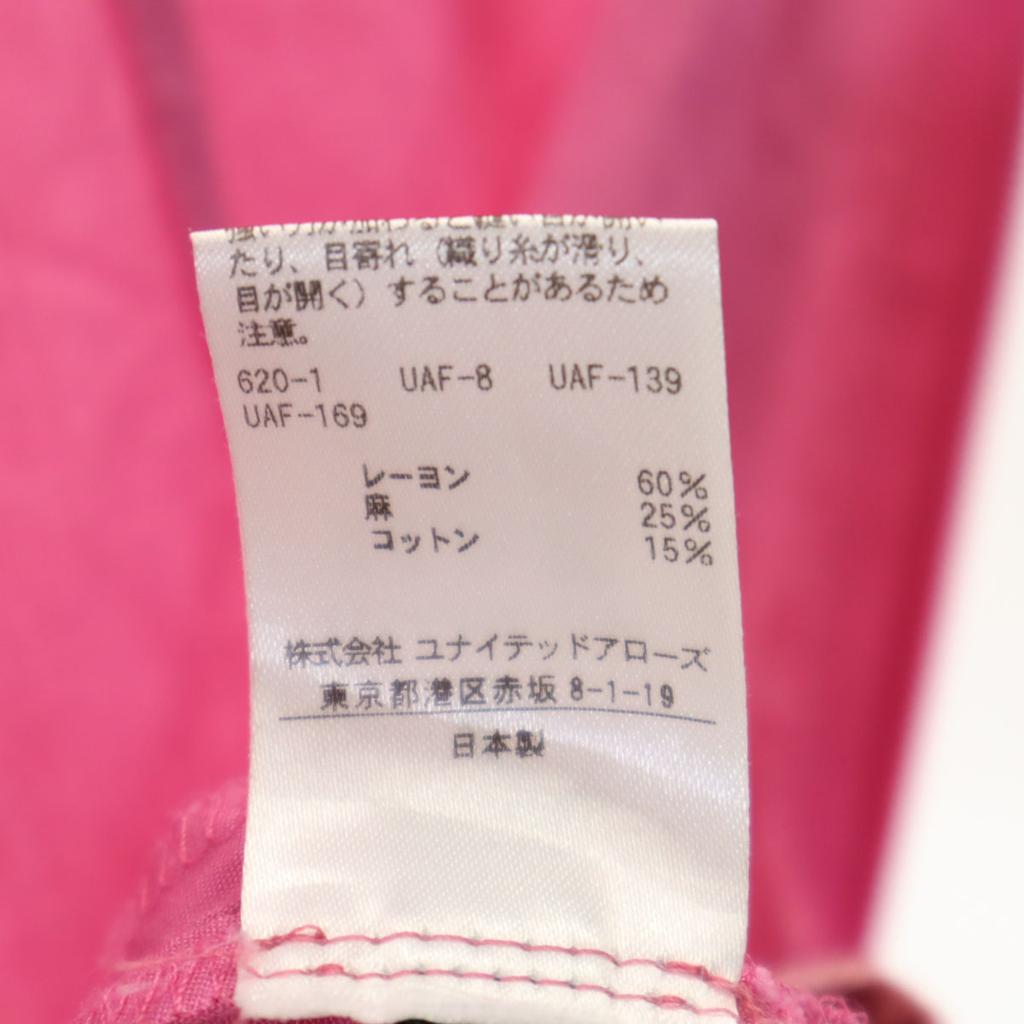 たり、目寄れ(織り糸が滑り、
目が開く)することがあるため
注意。
620-1 UAF-8 UAF-139
UAF-169
レーヨン 60%
麻 25%
コットン 15%
株式会社 ユナイテッドアローズ
東京都港区赤坂 8-1-19
日本製